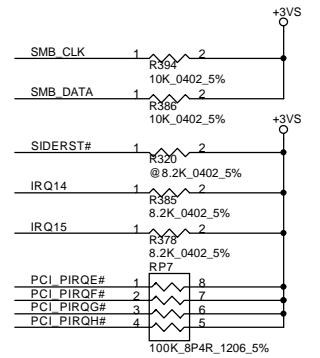 +3VS
SMB_CLK 1 2
R394
10K_0402_5%
SMB_DATA 1 2
R386
10K_0402_5%
+3VS
SIDERST# 1 2
R320
@8.2K_0402_5%
IRQ14 1 2
R385
8.2K_0402_5%
IRQ15 1 2
R378
8.2K_0402_5%
RP7
PCI_PIRQE# 1 8
PCI_PIRQF# 2 7
PCI_PIRQG# 3 6
PCI_PIRQH# 4 5
100K_8P4R_1206_5%